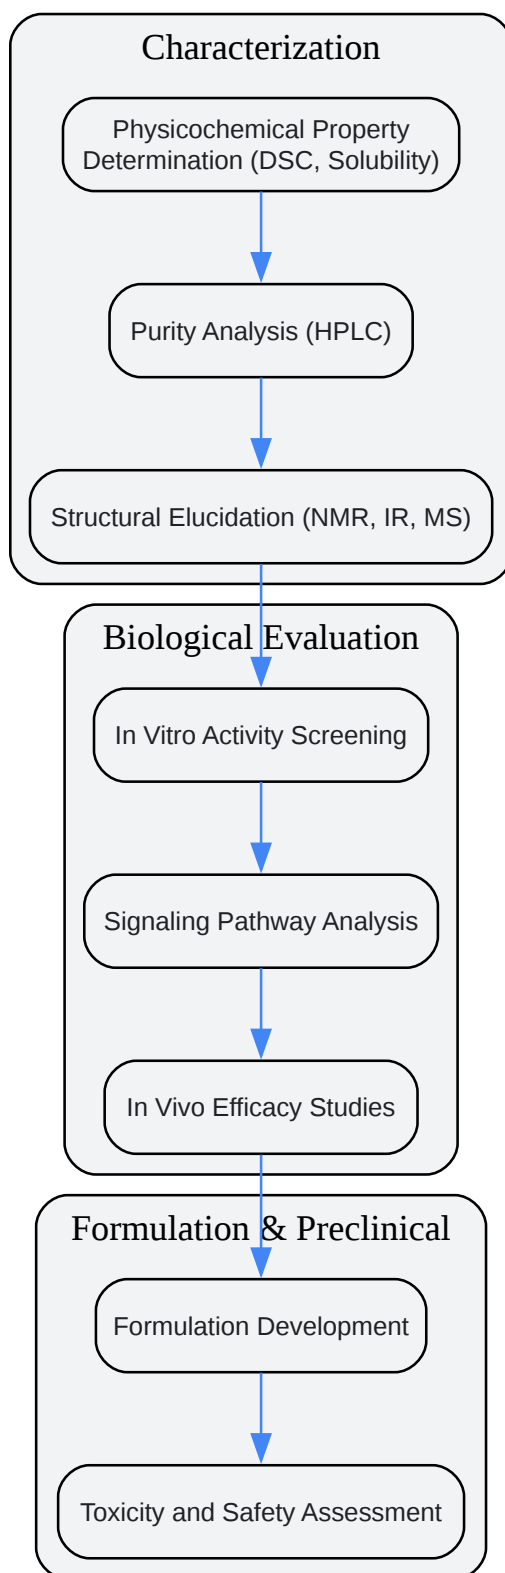 Characterization
Physicochemical Property
Determination (DSC, Solubility)
Purity Analysis (HPLC)
Structural Elucidation (NMR, IR, MS)
Biological Evaluation
In Vitro Activity Screening
Signaling Pathway Analysis
In Vivo Efficacy Studies
Formulation & Preclinical
Formulation Development
Toxicity and Safety Assessment